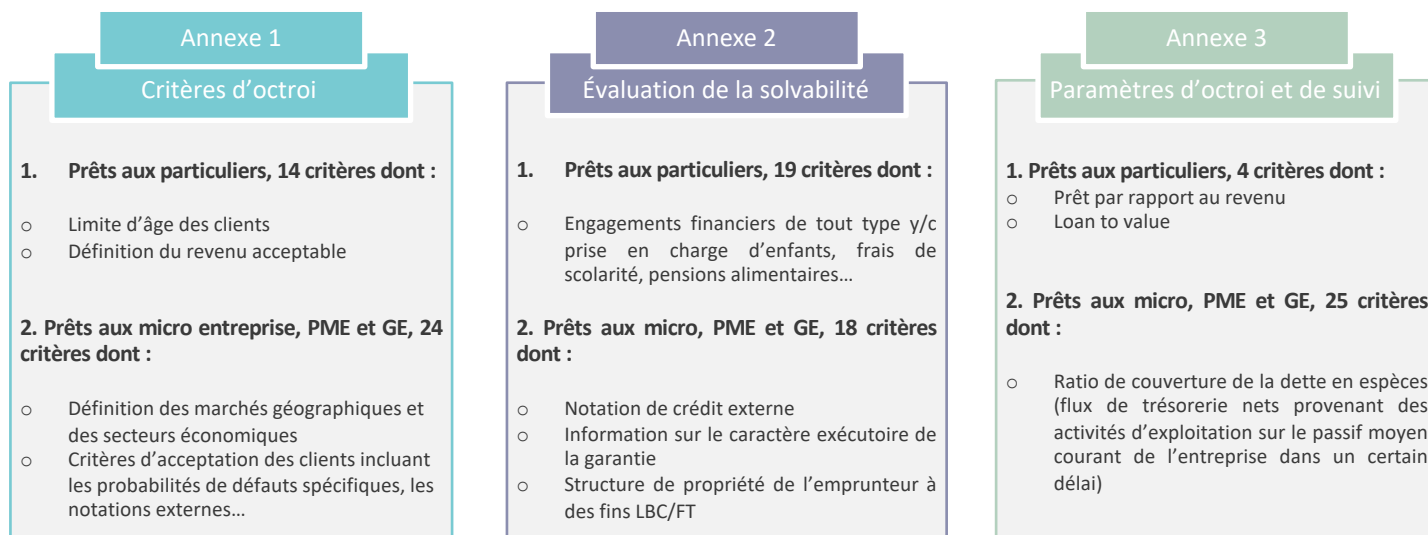 Annexe 1
Critères d'octroi
1. Prêts aux particuliers, 14 critères dont :
o Limite d'âge des clients
o Définition du revenu acceptable
2. Prêts aux micro entreprise, PME et GE, 24
critères dont :
o Définition des marchés géographiques et
des secteurs économiques
o Critères d'acceptation des clients incluant
les probabilités de défauts spécifiques, les
notations externes…
Annexe 2
Évaluation de la solvabilité
1. Prêts aux particuliers, 19 critères dont :
o Engagements financiers de tout type y/c
prise en charge d'enfants, frais de
scolarité, pensions alimentaires…
2. Prêts aux micro, PME et GE, 18 critères
dont :
o Notation de crédit externe
o Information sur le caractère exécutoire de
la garantie
o Structure de propriété de l'emprunteur à
des fins LBC/FT
Annexe 3
Paramètres d'octroi et de suivi
1. Prêts aux particuliers, 4 critères dont :
o Prêt par rapport au revenu
o Loan to value
2. Prêts aux micro, PME et GE, 25 critères
dont :
o Ratio de couverture de la dette en espèces
(flux de trésorerie nets provenant des
activités d'exploitation sur le passif moyen
courant de l'entreprise dans un certain
délai)